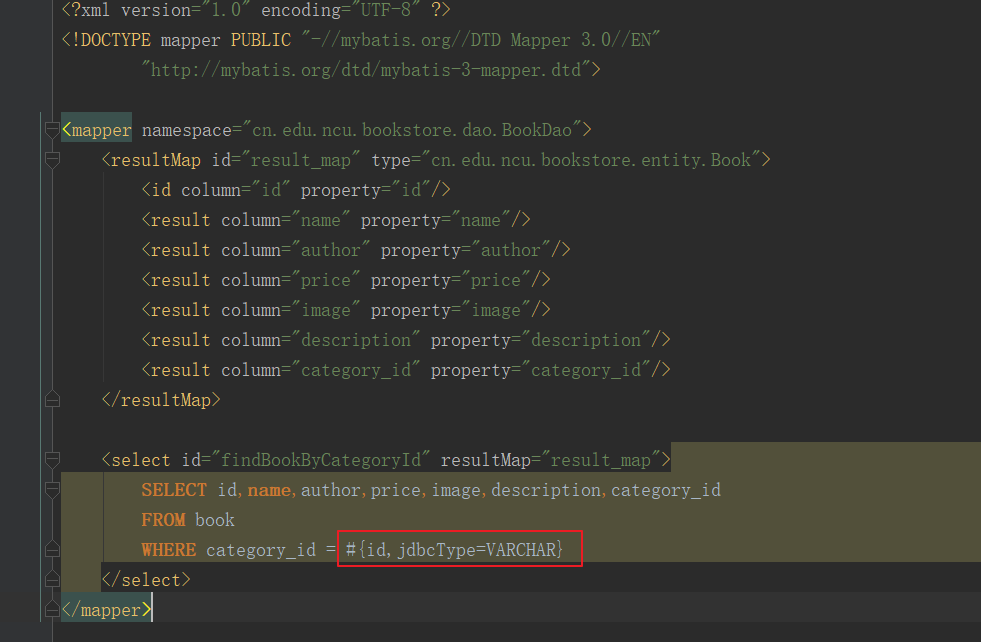 <?xml version="1.0" encoding="UTF-8" ?>
<!DOCTYPE mapper PUBLIC "-//mybatis.org//DTD Mapper 3.0//EN"
"http://mybatis.org/dtd/mybatis-3-mapper.dtd">
<mapper namespace="cn.edu.ncu.bookstore.dao.BookDao">
<resultMap id="result_map" type="cn.edu.ncu.bookstore.entity.Book">
<id column="id" property="id"/>
<result column="name" property="name"/>
<result column="author" property="author"/>
<result column="price" property="price"/>
<result column="image" property="image"/>
<result column="description" property="description"/>
<result column="category_id" property="category_id"/>
</resultMap>
<select id="findBookByCategoryId" resultMap="result_map">
SELECT id,name,author,price,image,description,category_id
FROM book
WHERE category_id = #{id,jdbcType=VARCHAR}
</select>
</mapper>